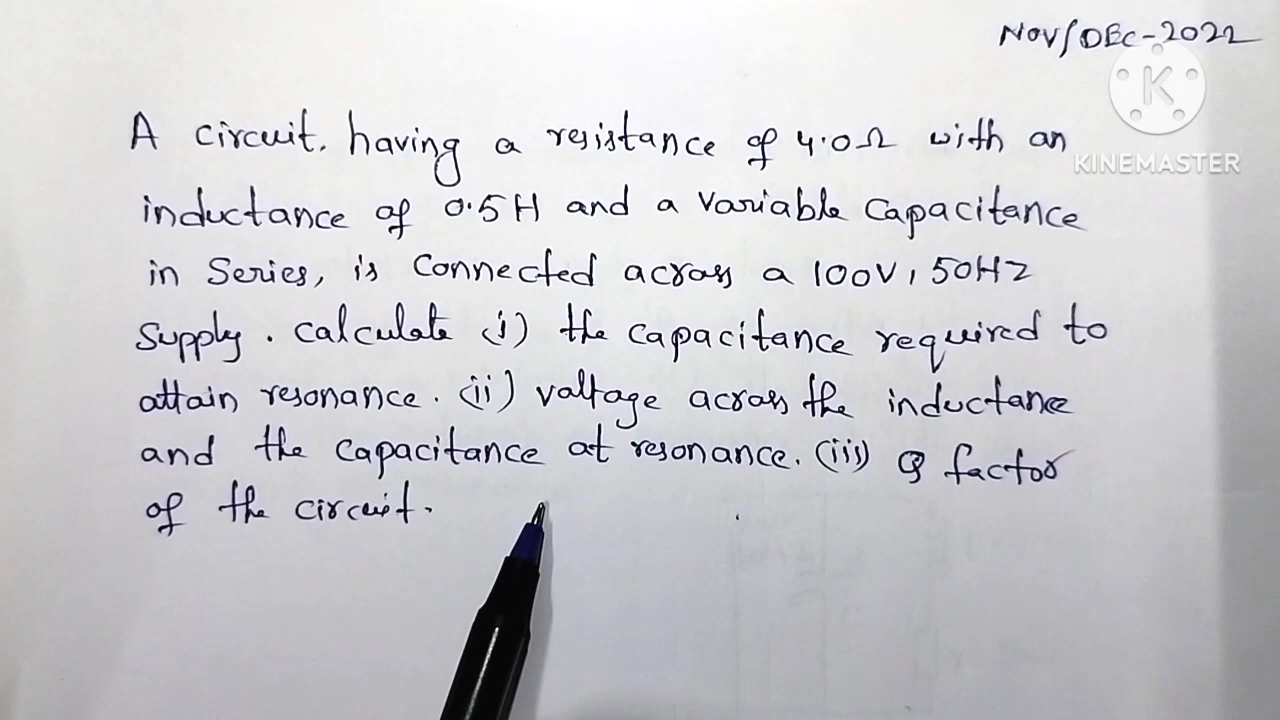 Nov/DEC-2022
K
KINEMASTER
A circuit. having a resistance of 4.0Ω with an
inductance of 0.5H and a variable capacitance
in series, is connected across a 100V, 50HZ
supply. calculate (i) the capacitance required to
attain resonance. (ii) voltage across the inductance
and the capacitance at resonance. (iii) Q factor
of the circuit.